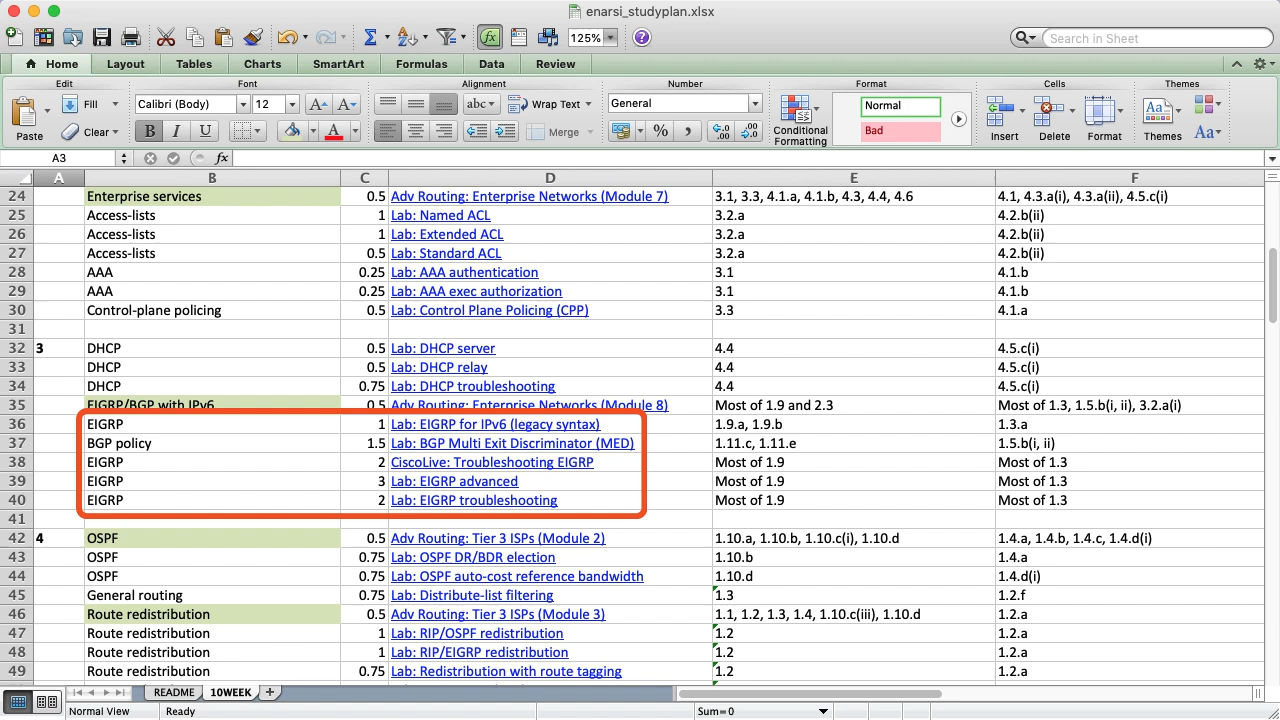 enarsi_studyplan.xlsx
125%
Search in Sheet
Home Layout Tables Charts SmartArt Formulas Data Review
Edit Font Alignment Number Format Cells Themes
Paste Fill Clear
Calibri (Body) 12 A A
B I U A
abc Wrap Text Merge
General
% ,
.0 .00 .00 .0
Conditional Formatting
Normal
Bad
Insert Delete Format
Themes Aa
A3 fx
A B C D E F
24 Enterprise services 0.5 Adv Routing: Enterprise Networks (Module 7) 3.1, 3.3, 4.1.a, 4.1.b, 4.3, 4.4, 4.6 4.1, 4.3.a(i), 4.3.a(ii), 4.5.c(i)
25 Access-lists 1 Lab: Named ACL 3.2.a 4.2.b(ii)
26 Access-lists 1 Lab: Extended ACL 3.2.a 4.2.b(ii)
27 Access-lists 0.5 Lab: Standard ACL 3.2.a 4.2.b(ii)
28 AAA 0.25 Lab: AAA authentication 3.1 4.1.b
29 AAA 0.25 Lab: AAA exec authorization 3.1 4.1.b
30 Control-plane policing 0.5 Lab: Control Plane Policing (CPP) 3.3 4.1.a
31
32 3 DHCP 0.5 Lab: DHCP server 4.4 4.5.c(i)
33 DHCP 0.5 Lab: DHCP relay 4.4 4.5.c(i)
34 DHCP 0.75 Lab: DHCP troubleshooting 4.4 4.5.c(i)
35 EIGRP/BGP with IPv6 0.5 Adv Routing: Enterprise Networks (Module 8) Most of 1.9 and 2.3 Most of 1.3, 1.5.b(i, ii), 3.2.a(i)
36 EIGRP 1 Lab: EIGRP for IPv6 (legacy syntax) 1.9.a, 1.9.b 1.3.a
37 BGP policy 1.5 Lab: BGP Multi Exit Discriminator (MED) 1.11.c, 1.11.e 1.5.b(i, ii)
38 EIGRP 2 CiscoLive: Troubleshooting EIGRP Most of 1.9 Most of 1.3
39 EIGRP 3 Lab: EIGRP advanced Most of 1.9 Most of 1.3
40 EIGRP 2 Lab: EIGRP troubleshooting Most of 1.9 Most of 1.3
41
42 4 OSPF 0.5 Adv Routing: Tier 3 ISPs (Module 2) 1.10.a, 1.10.b, 1.10.c(i), 1.10.d 1.4.a, 1.4.b, 1.4.c, 1.4.d(i)
43 OSPF 0.75 Lab: OSPF DR/BDR election 1.10.b 1.4.a
44 OSPF 0.75 Lab: OSPF auto-cost reference bandwidth 1.10.d 1.4.d(i)
45 General routing 0.75 Lab: Distribute-list filtering 1.3 1.2.f
46 Route redistribution 0.5 Adv Routing: Tier 3 ISPs (Module 3) 1.1, 1.2, 1.3, 1.4, 1.10.c(iii), 1.10.d 1.2.a
47 Route redistribution 1 Lab: RIP/OSPF redistribution 1.2 1.2.a
48 Route redistribution 1 Lab: RIP/EIGRP redistribution 1.2 1.2.a
49 Route redistribution 0.75 Lab: Redistribution with route tagging 1.2 1.2.a
README 10WEEK
Normal View Ready Sum=0